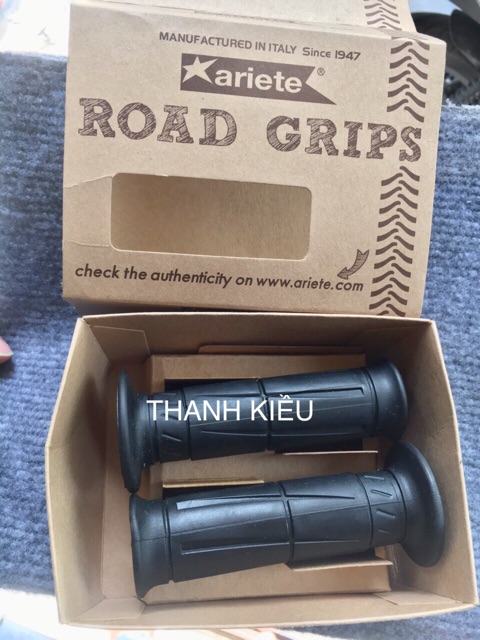 MANUFACTURED IN ITALY Since 1947
ariete®
ROAD GRIPS
check the authenticity on www.ariete.com
THANH KIỀU